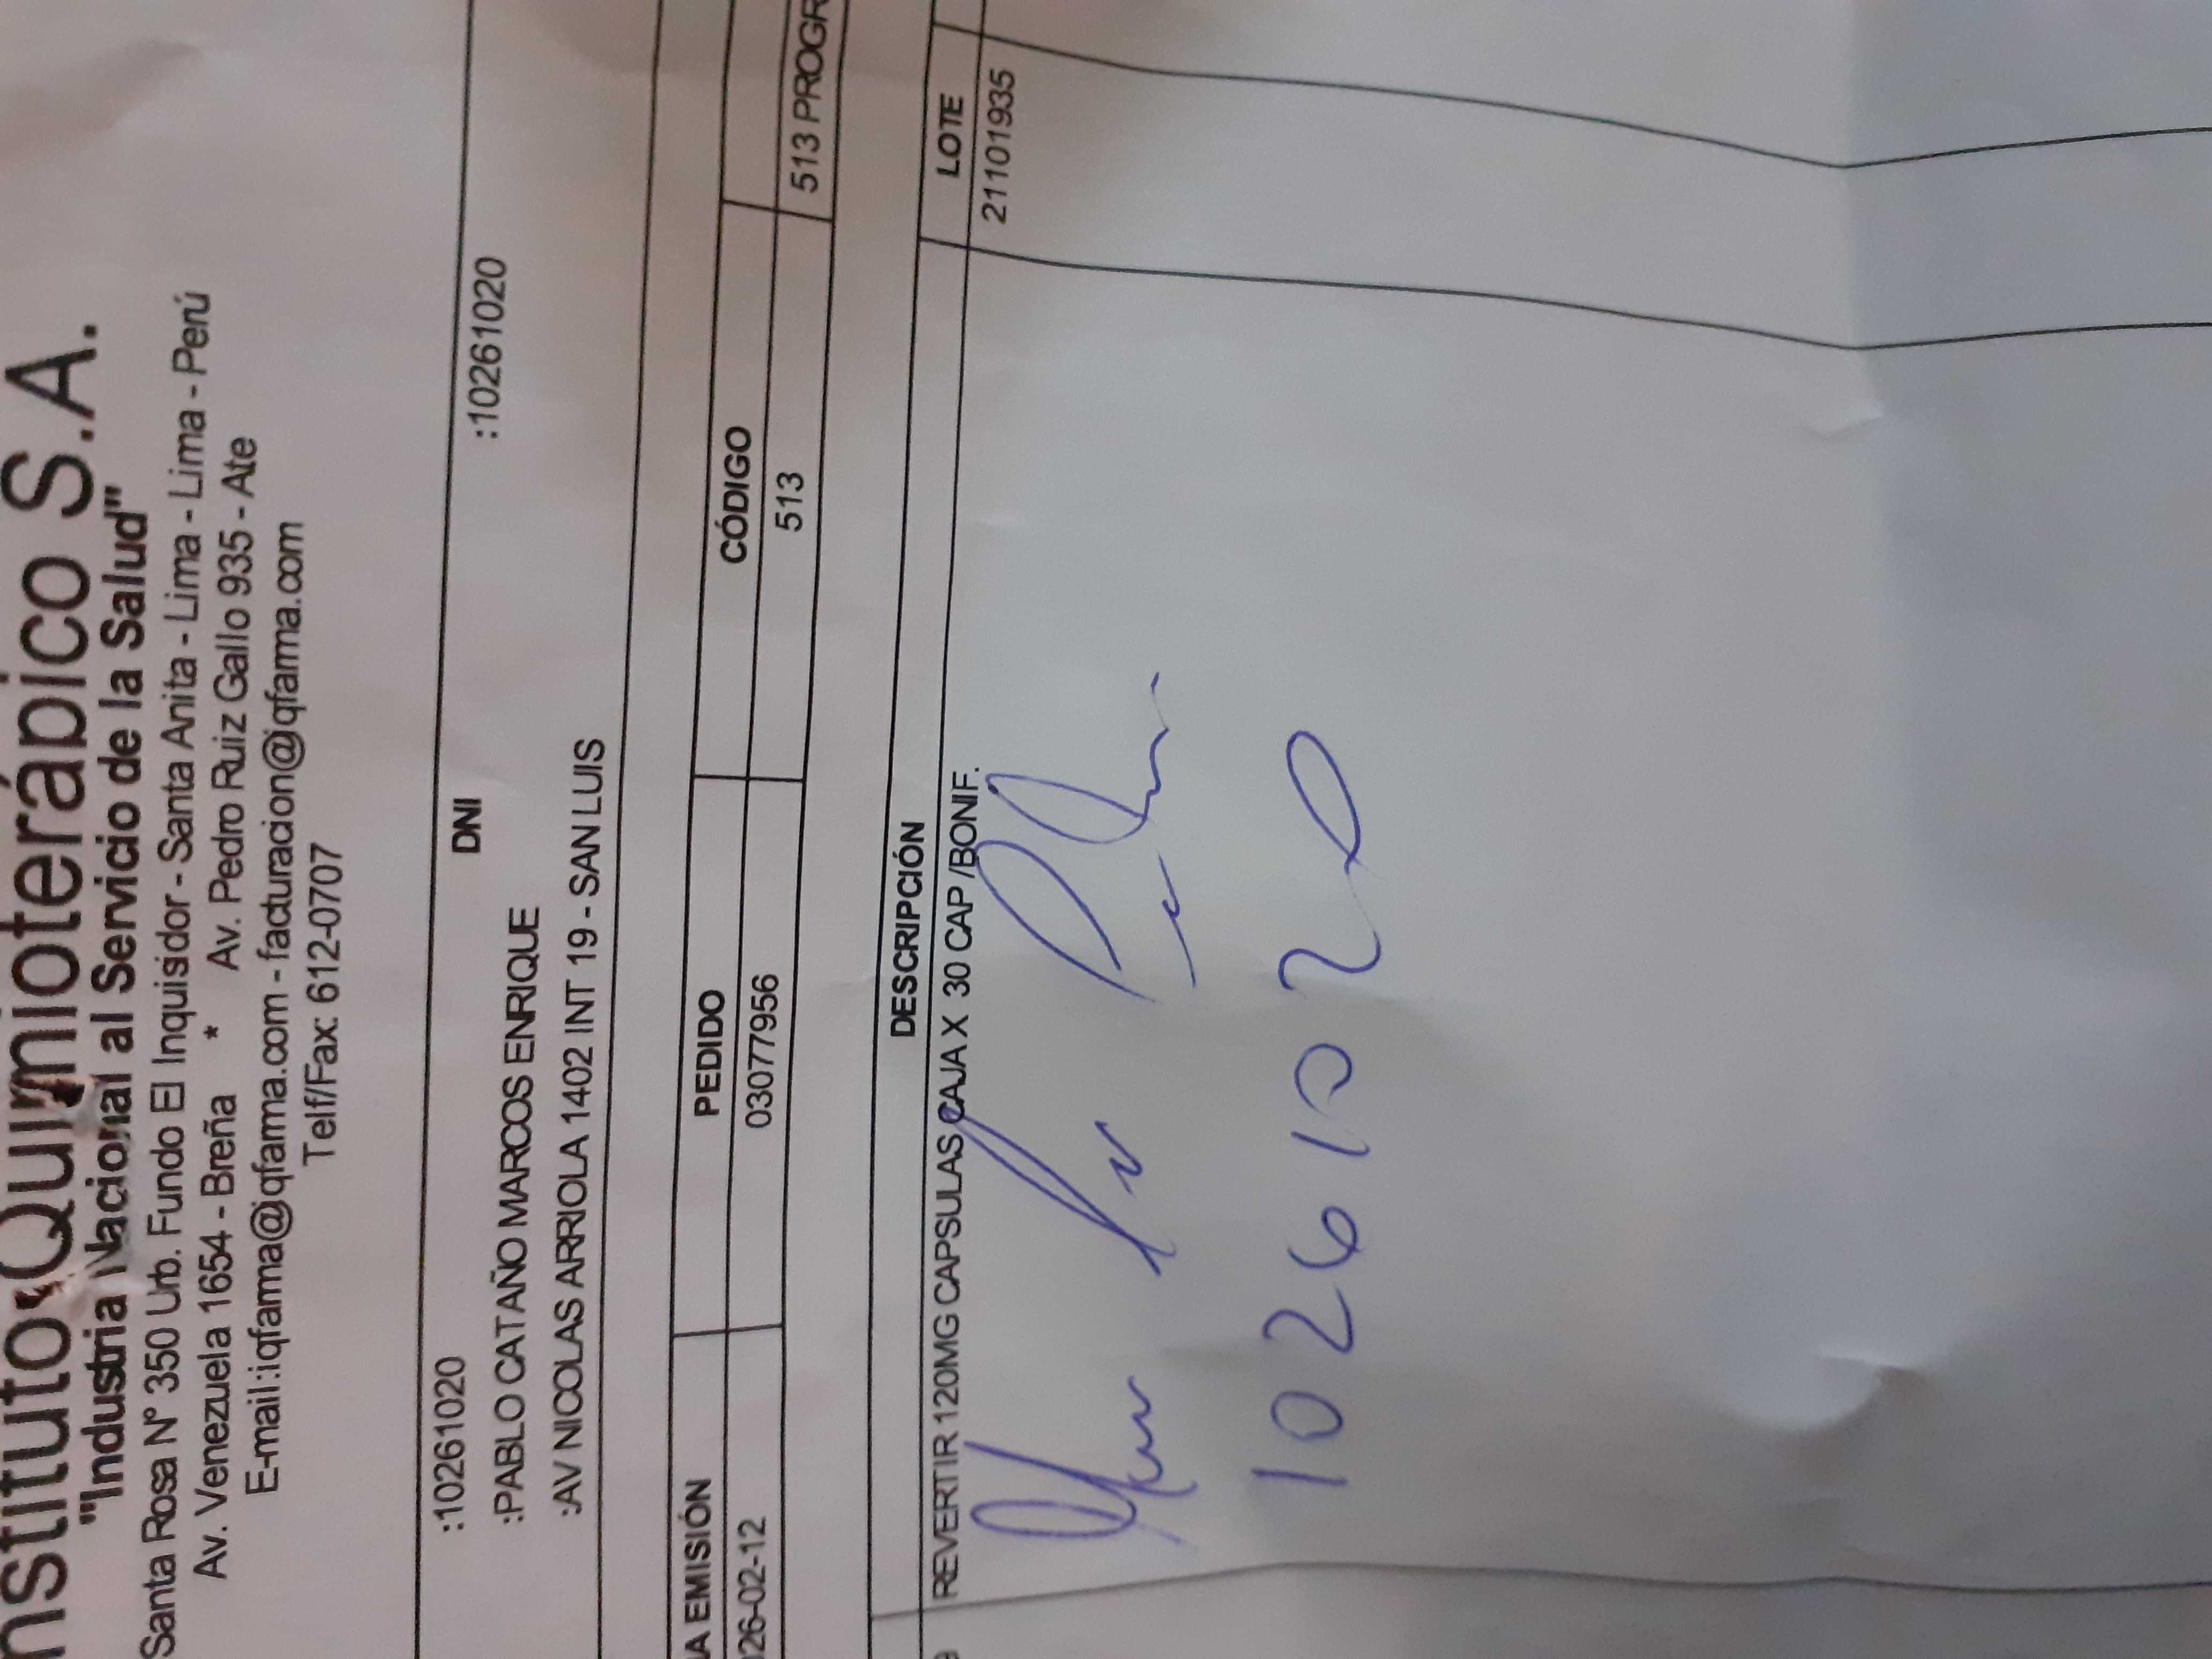 nstituto Quimioterápico S.A.
"Industria Nacional al Servicio de la Salud"
Santa Rosa N° 350 Urb. Fundo El Inquisidor - Santa Anita - Lima - Lima - Perú
Av. Venezuela 1654 - Breña * Av. Pedro Ruiz Gallo 935 - Ate
E-mail:iqfarma@iqfarma.com - facturacion@iqfarma.com
Telf/Fax: 612-0707
:10261020 DNI :10261020
:PABLO CATAÑO MARCOS ENRIQUE
:AV NICOLAS ARRIOLA 1402 INT 19 - SAN LUIS
A EMISIÓN PEDIDO CÓDIGO
26-02-12 03077956 513 513 PROGR
DESCRIPCIÓN LOTE
REVERTIR 120MG CAPSULAS CAJA X 30 CAP /BONIF. 21101935
10261020